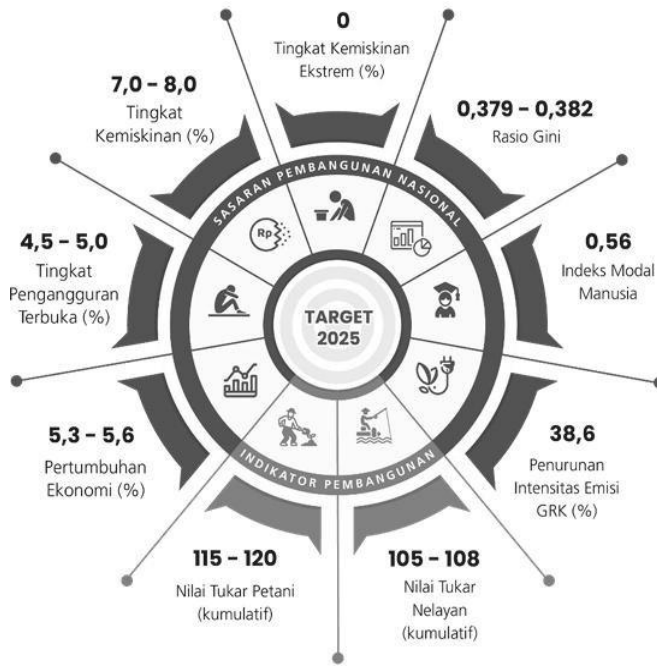 0
Tingkat Kemiskinan
Ekstrem (%)
0,379 – 0,382
Rasio Gini
0,56
Indeks Modal
Manusia
38,6
Penurunan
Intensitas Emisi
GRK (%)
105 – 108
Nilai Tukar
Nelayan
(kumulatif)
115 – 120
Nilai Tukar Petani
(kumulatif)
5,3 – 5,6
Pertumbuhan
Ekonomi (%)
4,5 – 5,0
Tingkat
Pengangguran
Terbuka (%)
7,0 – 8,0
Tingkat
Kemiskinan (%)
SASARAN PEMBANGUNAN NASIONAL
Rp
TARGET
2025
INDIKATOR PEMBANGUNAN